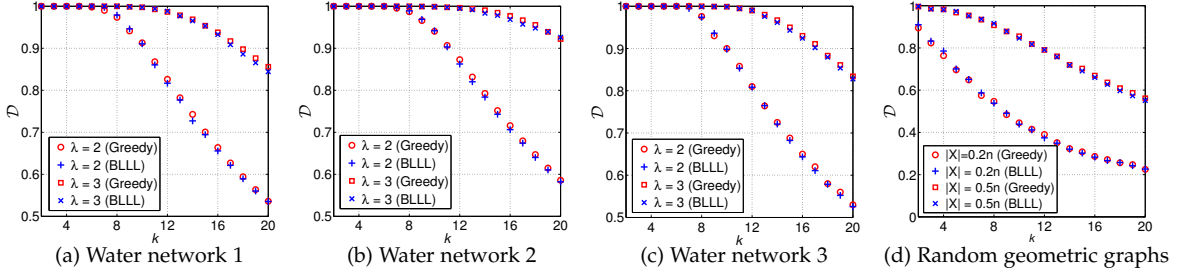 1
0.9
0.8
0.7
0.6
0.5
D
4
8
12
16
20
k
λ = 2 (Greedy)
λ = 2 (BLLL)
λ = 3 (Greedy)
λ = 3 (BLLL)
(a) Water network 1
1
0.9
0.8
0.7
0.6
0.5
D
4
8
12
16
20
k
λ = 2 (Greedy)
λ = 2 (BLLL)
λ = 3 (Greedy)
λ = 3 (BLLL)
(b) Water network 2
1
0.9
0.8
0.7
0.6
0.5
D
4
8
12
16
20
k
λ = 2 (Greedy)
λ = 2 (BLLL)
λ = 3 (Greedy)
λ = 3 (BLLL)
(c) Water network 3
1
0.8
0.6
0.4
0.2
0
D
4
8
12
16
20
k
|X|=0.2n (Greedy)
|X| = 0.2n (BLLL)
|X| = 0.5n (Greedy)
|X| = 0.5n (BLLL)
(d) Random geometric graphs